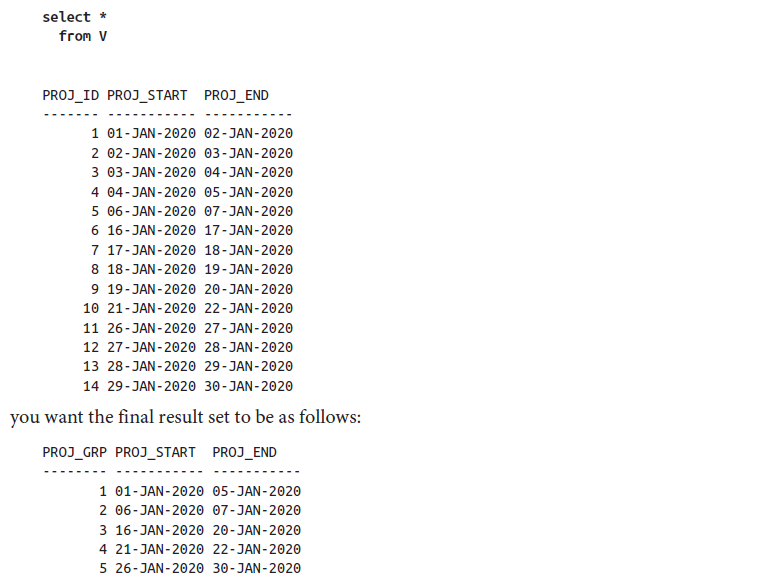 select *
from V
PROJ_ID PROJ_START PROJ_END
------- ----------- -----------
1 01-JAN-2020 02-JAN-2020
2 02-JAN-2020 03-JAN-2020
3 03-JAN-2020 04-JAN-2020
4 04-JAN-2020 05-JAN-2020
5 06-JAN-2020 07-JAN-2020
6 16-JAN-2020 17-JAN-2020
7 17-JAN-2020 18-JAN-2020
8 18-JAN-2020 19-JAN-2020
9 19-JAN-2020 20-JAN-2020
10 21-JAN-2020 22-JAN-2020
11 26-JAN-2020 27-JAN-2020
12 27-JAN-2020 28-JAN-2020
13 28-JAN-2020 29-JAN-2020
14 29-JAN-2020 30-JAN-2020
you want the final result set to be as follows:
PROJ_GRP PROJ_START PROJ_END
-------- ----------- -----------
1 01-JAN-2020 05-JAN-2020
2 06-JAN-2020 07-JAN-2020
3 16-JAN-2020 20-JAN-2020
4 21-JAN-2020 22-JAN-2020
5 26-JAN-2020 30-JAN-2020